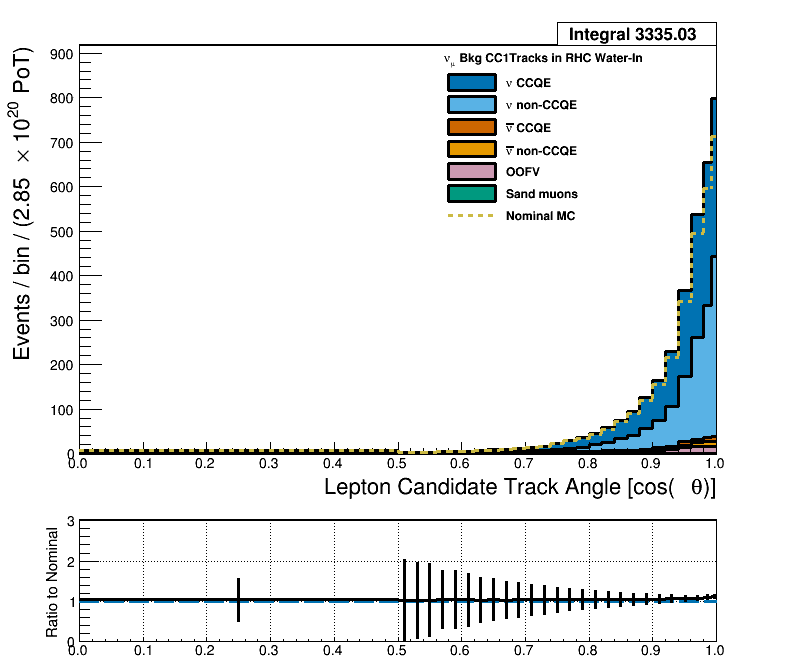 Integral 3335.03
ν_μ Bkg CC1Tracks in RHC Water-In
ν CCQE
ν non-CCQE
ν̅ CCQE
ν̅ non-CCQE
OOFV
Sand muons
Nominal MC
Events / bin / (2.85 × 10^20 PoT)
900
800
700
600
500
400
300
200
100
0
0.0 0.1 0.2 0.3 0.4 0.5 0.6 0.7 0.8 0.9 1.0
Lepton Candidate Track Angle [cos( θ)]
Ratio to Nominal
3
2
1
0
0.0 0.1 0.2 0.3 0.4 0.5 0.6 0.7 0.8 0.9 1.0